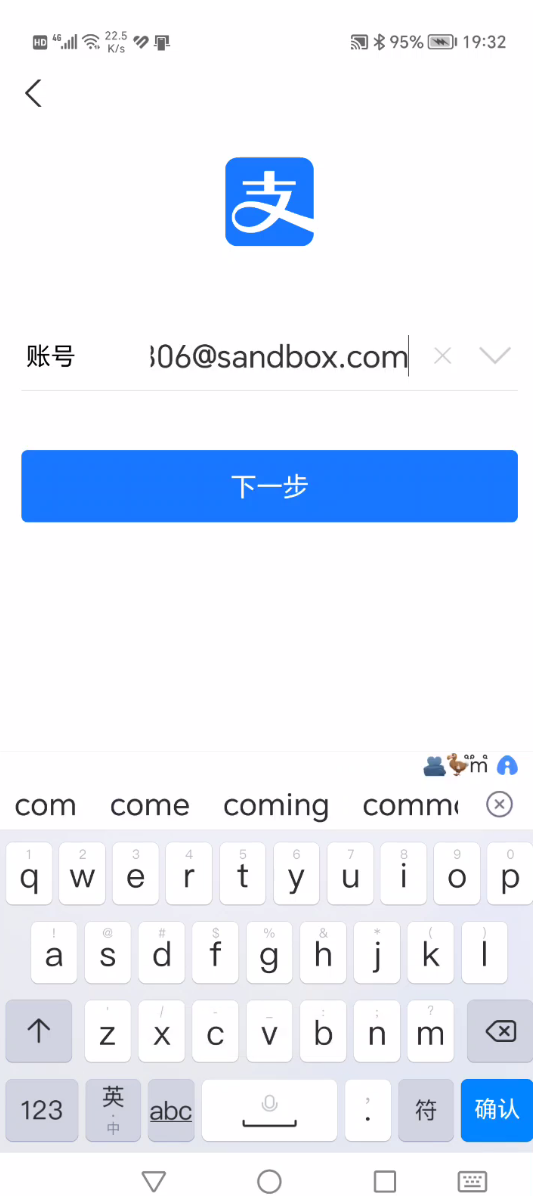 HD 4G 22.5 K/s 95% 19:32
支
账号 306@sandbox.com
下一步
com come coming comm
1 2 3 4 5 6 7 8 9 0
q w e r t y u i o p
! @ # $ % & * ( )
a s d f g h j k l
' / - _ : ; ?
z x c v b n m
123 英·中 abc , . 符 确认